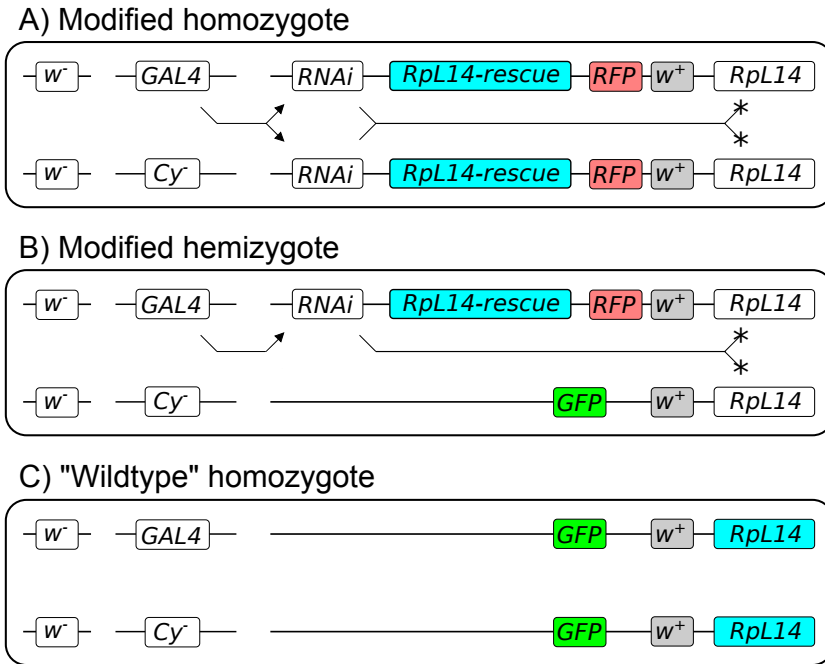 A) Modified homozygote
w⁻ GAL4 RNAi RpL14-rescue RFP w⁺ RpL14
* 
*
w⁻ Cy⁻ RNAi RpL14-rescue RFP w⁺ RpL14
B) Modified hemizygote
w⁻ GAL4 RNAi RpL14-rescue RFP w⁺ RpL14
*
*
w⁻ Cy⁻ GFP w⁺ RpL14
C) "Wildtype" homozygote
w⁻ GAL4 GFP w⁺ RpL14
w⁻ Cy⁻ GFP w⁺ RpL14